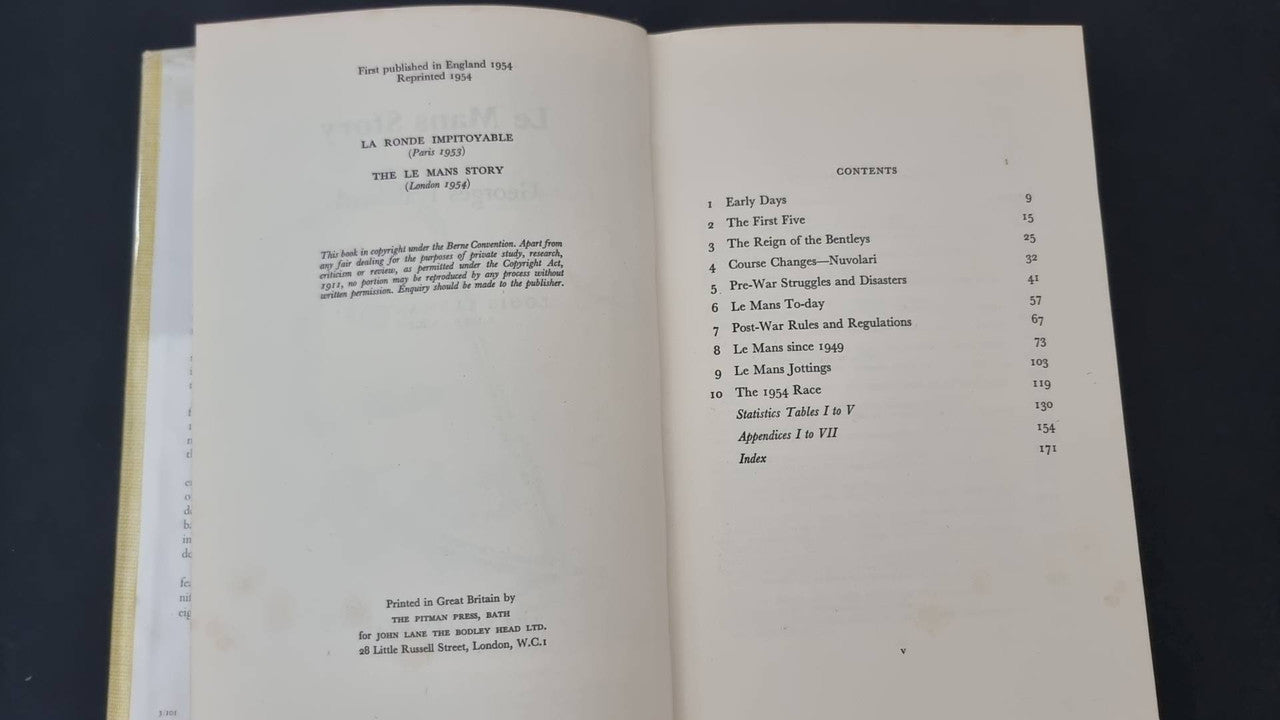 First published in England 1954
Reprinted 1954
LA RONDE IMPITOYABLE
(Paris 1953)
THE LE MANS STORY
(London 1954)
This book in copyright under the Berne Convention. Apart from
any fair dealing for the purposes of private study, research,
criticism or review, as permitted under the Copyright Act,
1911, no portion may be reproduced by any process without
written permission. Enquiry should be made to the publisher.
Printed in Great Britain by
THE PITMAN PRESS, BATH
for JOHN LANE THE BODLEY HEAD LTD.
28 Little Russell Street, London, W.C.1
CONTENTS
1 Early Days 9
2 The First Five 15
3 The Reign of the Bentleys 25
4 Course Changes—Nuvolari 32
5 Pre-War Struggles and Disasters 41
6 Le Mans To-day 57
7 Post-War Rules and Regulations 67
8 Le Mans since 1949 73
9 Le Mans Jottings 103
10 The 1954 Race 119
Statistics Tables I to V 130
Appendices I to VII 154
Index 171
v